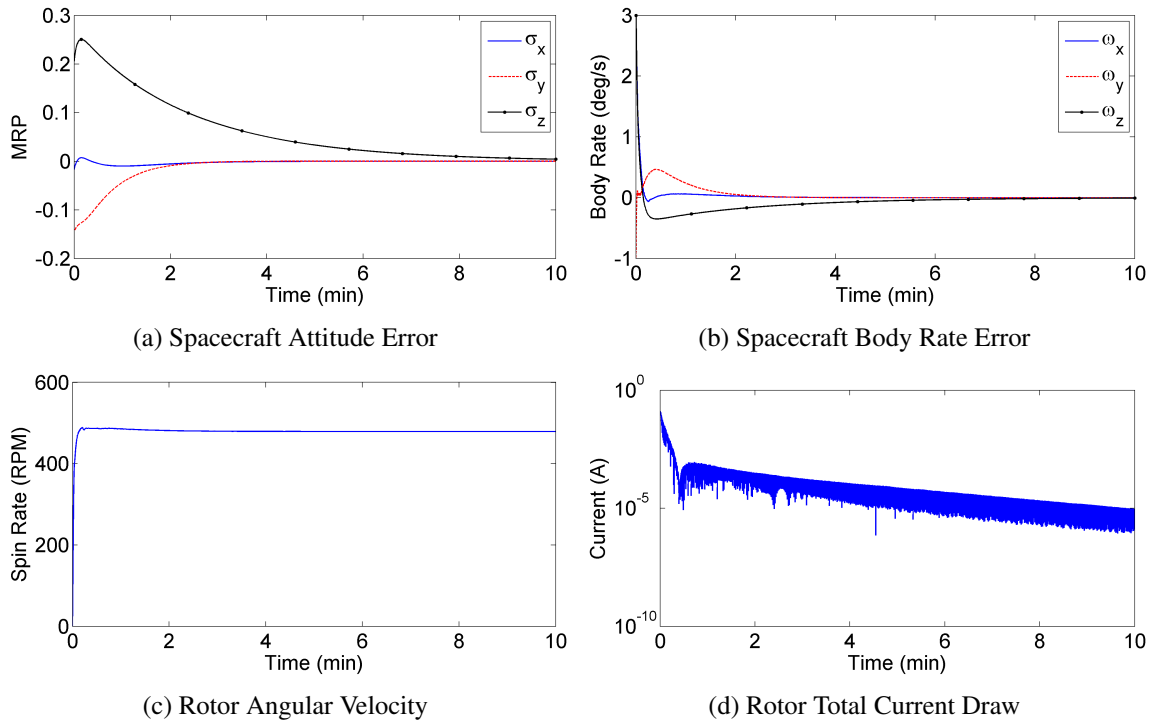 0.3
0.2
0.1
0
-0.1
-0.2
MRP
0 2 4 6 8 10
Time (min)
σx
σy
σz
(a) Spacecraft Attitude Error
3
2
1
0
-1
Body Rate (deg/s)
0 2 4 6 8 10
Time (min)
ωx
ωy
ωz
(b) Spacecraft Body Rate Error
600
400
200
0
Spin Rate (RPM)
0 2 4 6 8 10
Time (min)
(c) Rotor Angular Velocity
10^0
10^-5
10^-10
Current (A)
0 2 4 6 8 10
Time (min)
(d) Rotor Total Current Draw